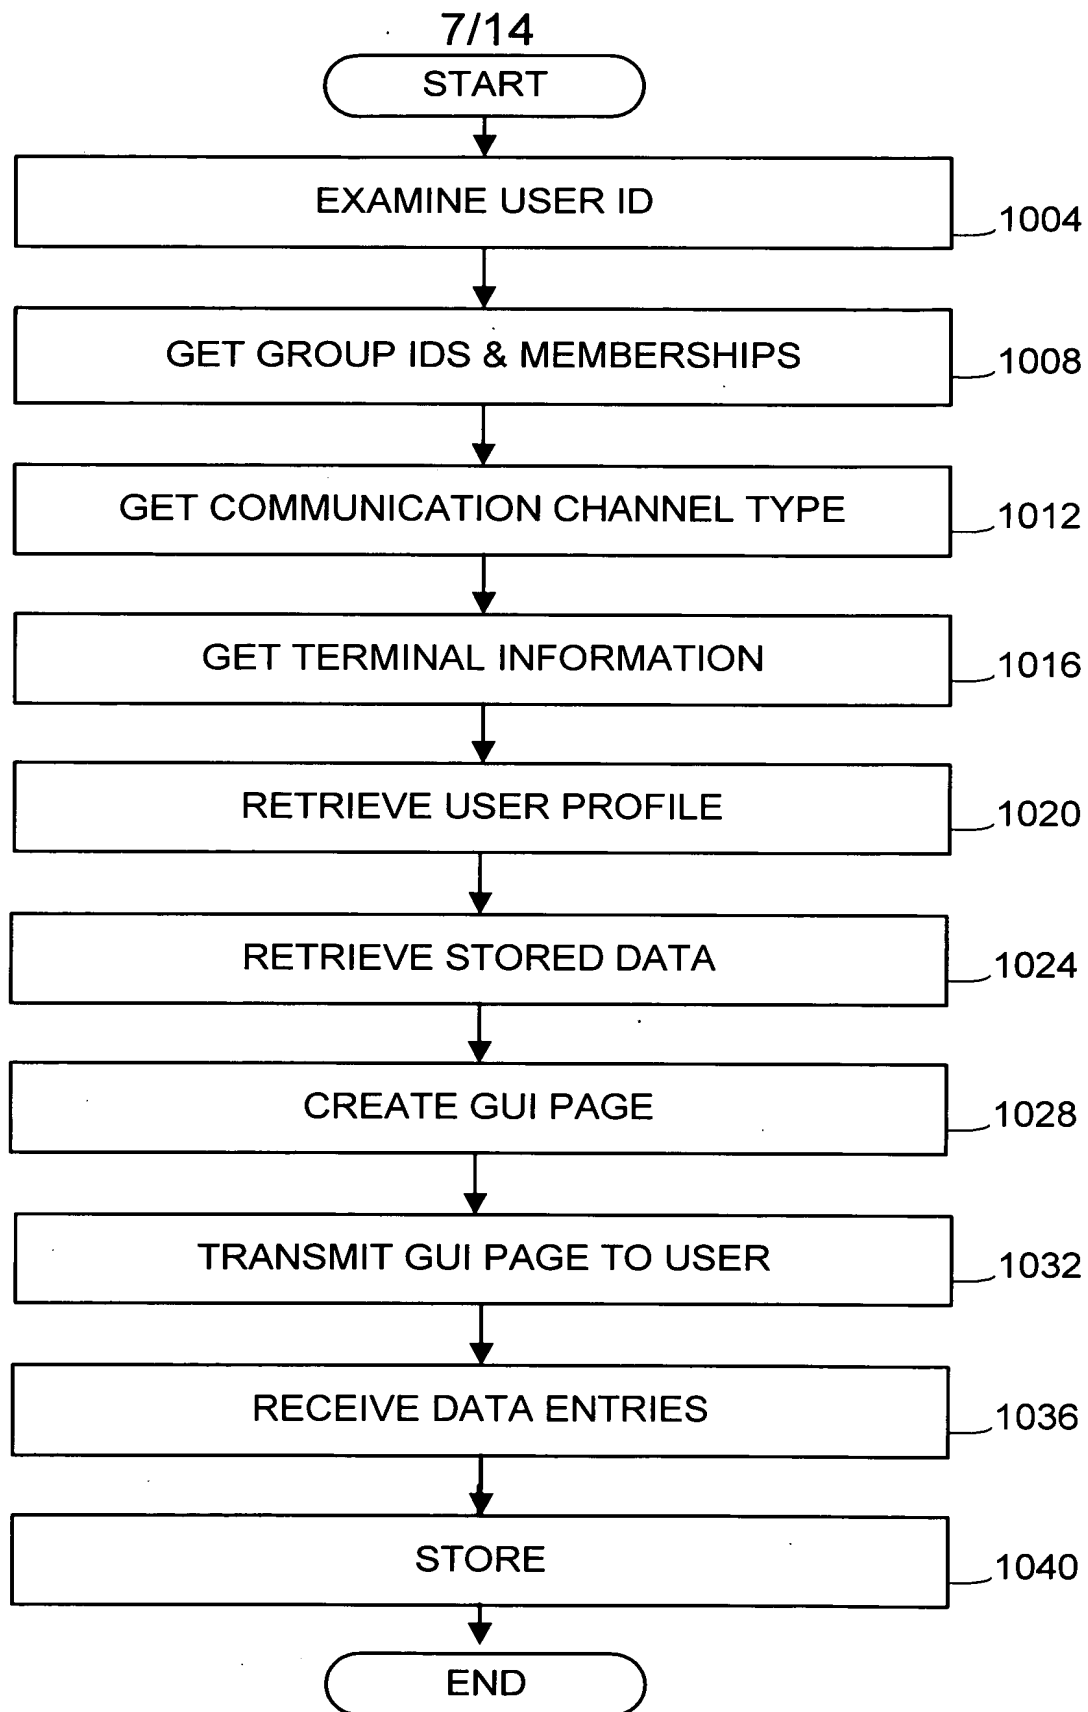 7/14
START
EXAMINE USER ID
1004
GET GROUP IDS & MEMBERSHIPS
1008
GET COMMUNICATION CHANNEL TYPE
1012
GET TERMINAL INFORMATION
1016
RETRIEVE USER PROFILE
1020
RETRIEVE STORED DATA
1024
CREATE GUI PAGE
1028
TRANSMIT GUI PAGE TO USER
1032
RECEIVE DATA ENTRIES
1036
STORE
1040
END